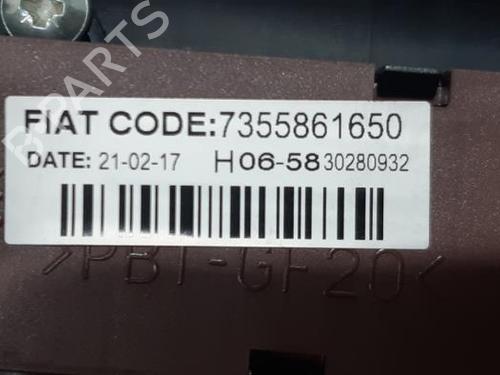 B-PARTS
FIAT CODE:7355861650
DATE: 21-02-17 H06-58 30280932
>PBT-GF20<